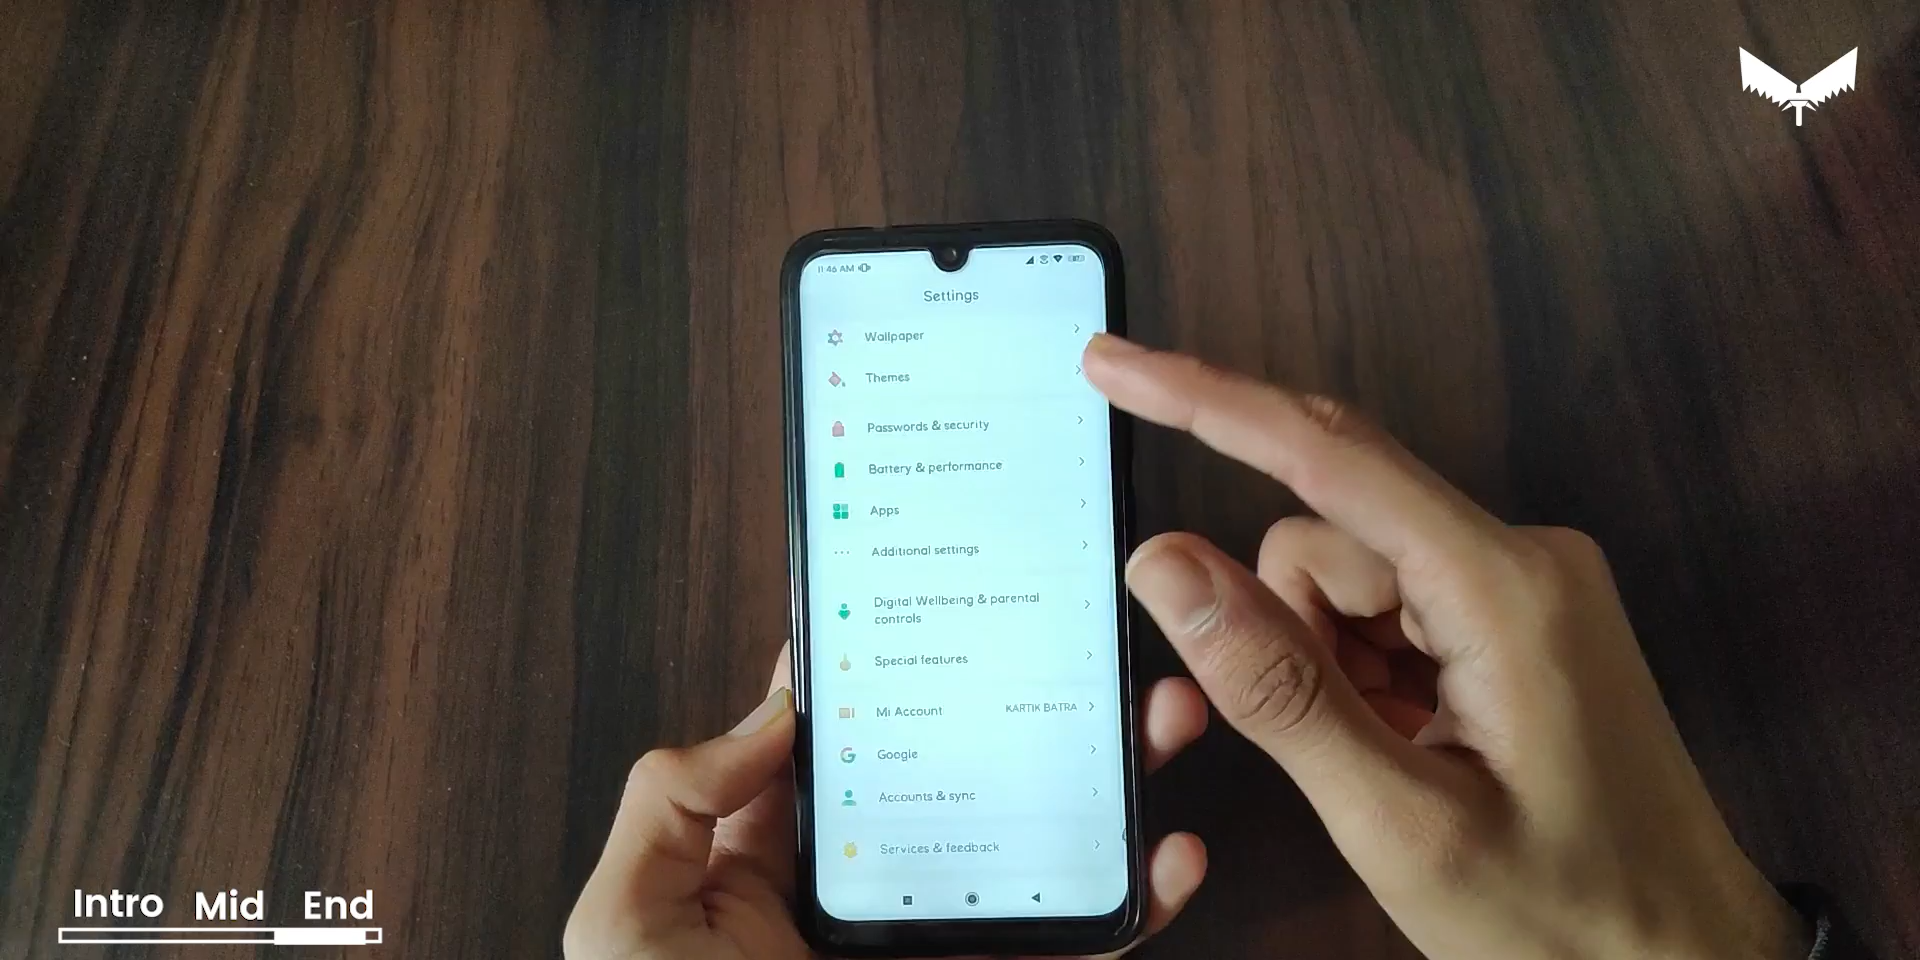 11:46 AM
Settings
Wallpaper
Themes
Passwords & security
Battery & performance
Apps
Additional settings
Digital Wellbeing & parental
controls
Special features
Mi Account KARTIK BATRA
Google
Accounts & sync
Services & feedback
Intro Mid End